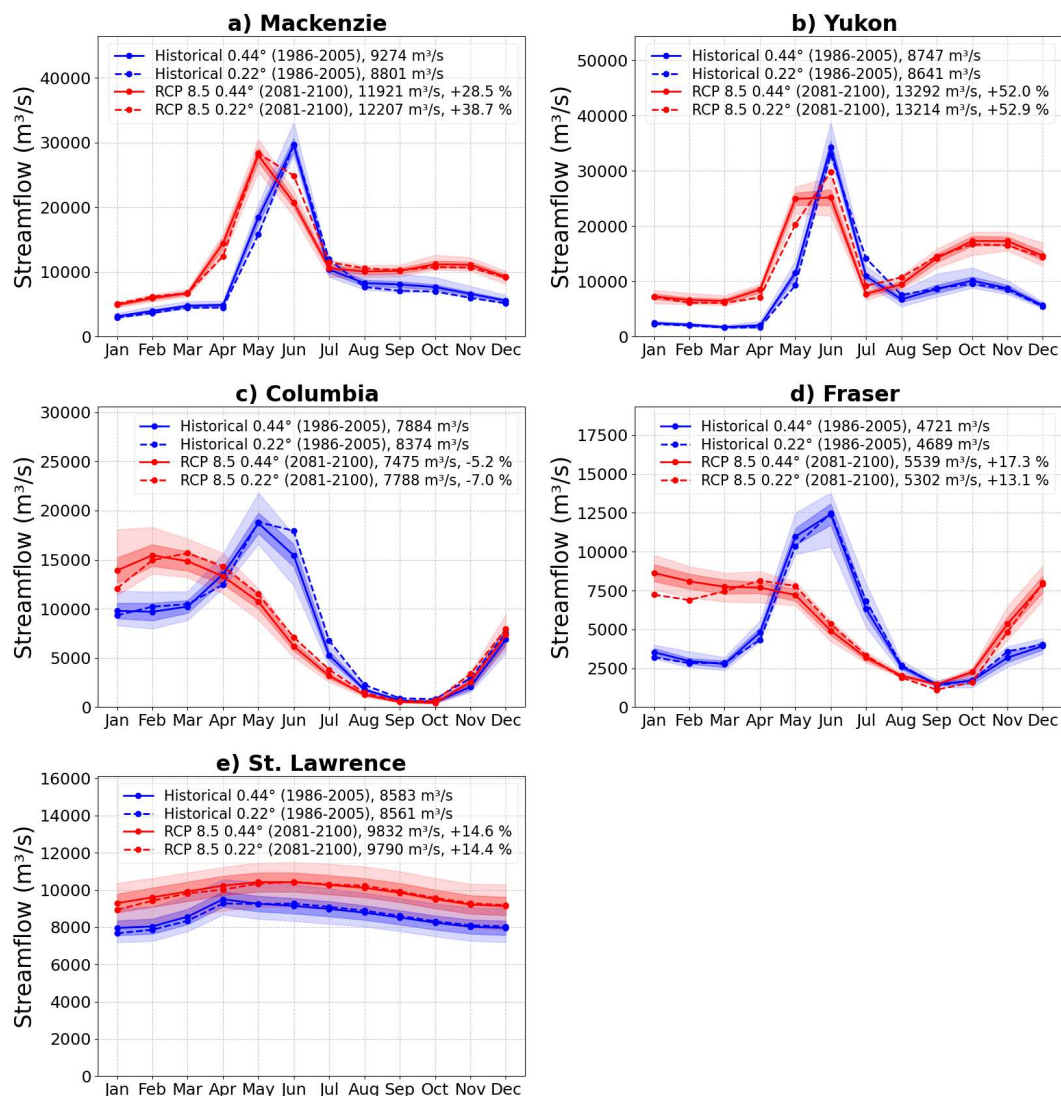 a) Mackenzie
Streamflow (m³/s)
40000
30000
20000
10000
0
Historical 0.44° (1986-2005), 9274 m³/s
Historical 0.22° (1986-2005), 8801 m³/s
RCP 8.5 0.44° (2081-2100), 11921 m³/s, +28.5 %
RCP 8.5 0.22° (2081-2100), 12207 m³/s, +38.7 %
Jan Feb Mar Apr May Jun Jul Aug Sep Oct Nov Dec
b) Yukon
Streamflow (m³/s)
50000
40000
30000
20000
10000
0
Historical 0.44° (1986-2005), 8747 m³/s
Historical 0.22° (1986-2005), 8641 m³/s
RCP 8.5 0.44° (2081-2100), 13292 m³/s, +52.0 %
RCP 8.5 0.22° (2081-2100), 13214 m³/s, +52.9 %
Jan Feb Mar Apr May Jun Jul Aug Sep Oct Nov Dec
c) Columbia
Streamflow (m³/s)
30000
25000
20000
15000
10000
5000
0
Historical 0.44° (1986-2005), 7884 m³/s
Historical 0.22° (1986-2005), 8374 m³/s
RCP 8.5 0.44° (2081-2100), 7475 m³/s, -5.2 %
RCP 8.5 0.22° (2081-2100), 7788 m³/s, -7.0 %
Jan Feb Mar Apr May Jun Jul Aug Sep Oct Nov Dec
d) Fraser
Streamflow (m³/s)
17500
15000
12500
10000
7500
5000
2500
0
Historical 0.44° (1986-2005), 4721 m³/s
Historical 0.22° (1986-2005), 4689 m³/s
RCP 8.5 0.44° (2081-2100), 5539 m³/s, +17.3 %
RCP 8.5 0.22° (2081-2100), 5302 m³/s, +13.1 %
Jan Feb Mar Apr May Jun Jul Aug Sep Oct Nov Dec
e) St. Lawrence
Streamflow (m³/s)
16000
14000
12000
10000
8000
6000
4000
2000
0
Historical 0.44° (1986-2005), 8583 m³/s
Historical 0.22° (1986-2005), 8561 m³/s
RCP 8.5 0.44° (2081-2100), 9832 m³/s, +14.6 %
RCP 8.5 0.22° (2081-2100), 9790 m³/s, +14.4 %
Jan Feb Mar Apr May Jun Jul Aug Sep Oct Nov Dec